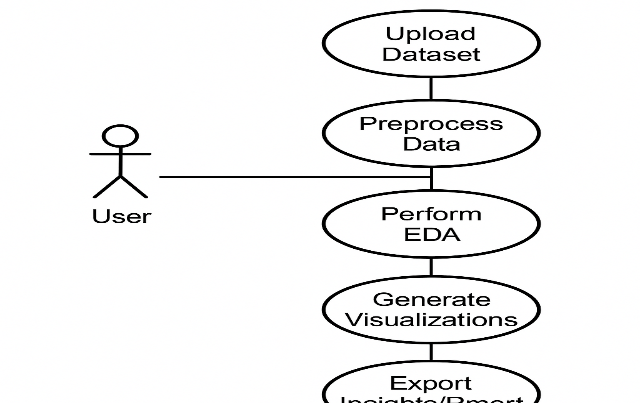 Upload
Dataset
Preprocess
Data
User
Perform
EDA
Generate
Visualizations
Export